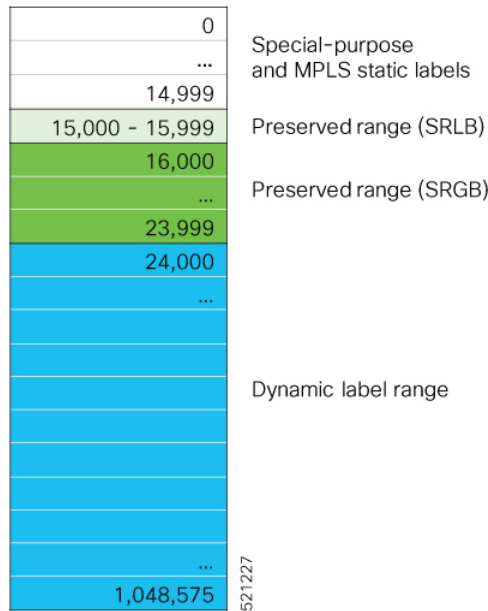 0
...
14,999
Special-purpose
and MPLS static labels
15,000 - 15,999
Preserved range (SRLB)
16,000
...
23,999
Preserved range (SRGB)
24,000
...
Dynamic label range
...
1,048,575
521227